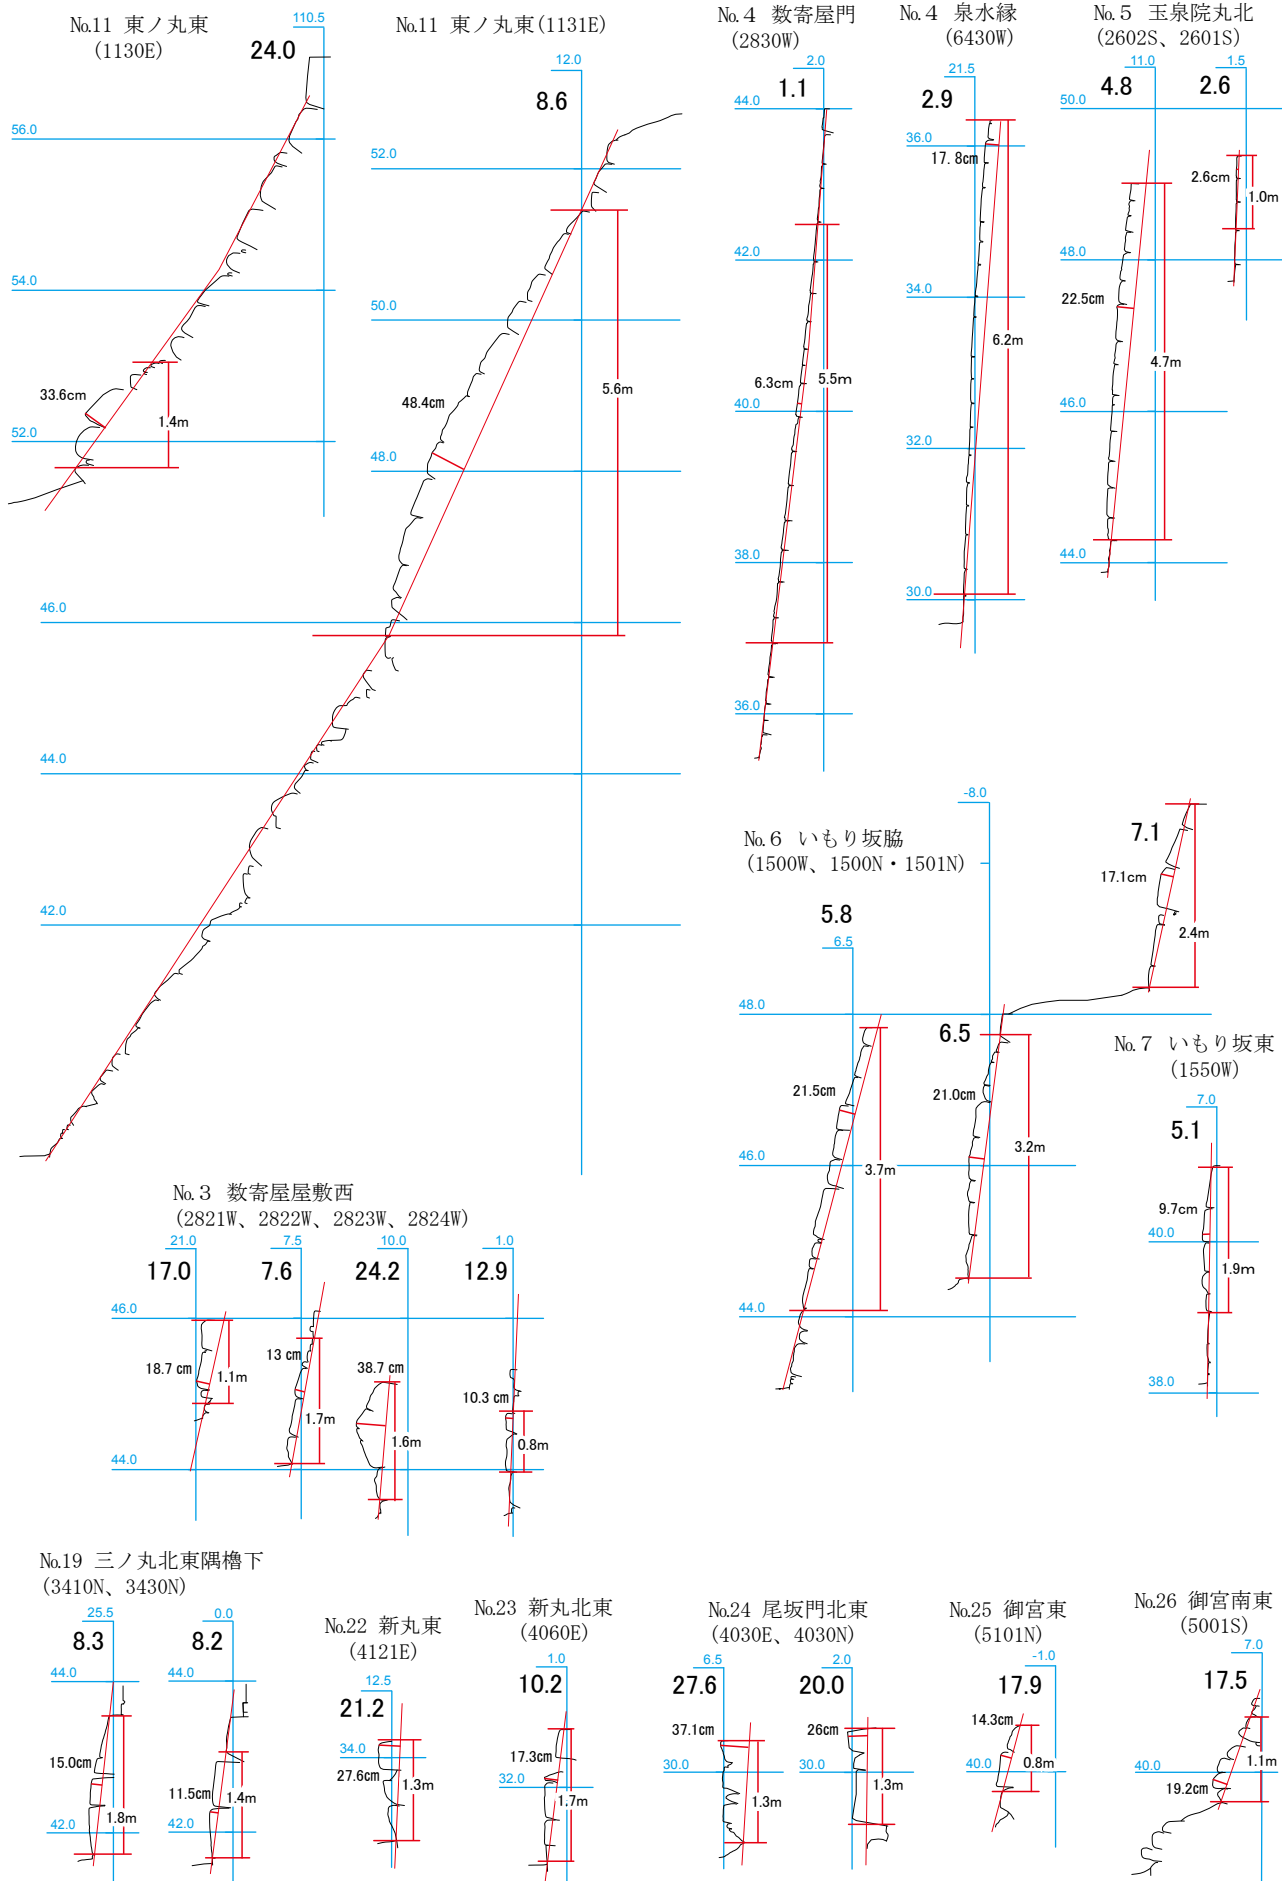 No.11 東ノ丸東
(1130E)
110.5
24.0
56.0
54.0
52.0
33.6cm
1.4m
No.11 東ノ丸東(1131E)
12.0
8.6
52.0
50.0
48.0
46.0
44.0
42.0
48.4cm
5.6m
No.4 数寄屋門
(2830W)
2.0
1.1
44.0
42.0
40.0
38.0
36.0
6.3cm
5.5m
No.4 泉水縁
(6430W)
21.5
2.9
36.0
34.0
32.0
30.0
17.8cm
6.2m
No.5 玉泉院丸北
(2602S、2601S)
11.0
4.8
1.5
2.6
50.0
48.0
46.0
44.0
22.5cm
4.7m
2.6cm
1.0m
No.6 いもり坂脇
(1500W、1500N・1501N)
-8.0
7.1
17.1cm
2.4m
5.8
6.5
48.0
46.0
44.0
21.5cm
3.7m
6.5
21.0cm
3.2m
No.7 いもり坂東
(1550W)
7.0
5.1
9.7cm
40.0
38.0
1.9m
No.3 数寄屋屋敷西
(2821W、2822W、2823W、2824W)
21.0
7.5
10.0
1.0
17.0
7.6
24.2
12.9
46.0
44.0
18.7 cm
1.1m
13 cm
1.7m
38.7 cm
1.6m
10.3 cm
0.8m
No.19 三ノ丸北東隅櫓下
(3410N、3430N)
25.5
0.0
8.3
8.2
44.0
44.0
42.0
42.0
15.0cm
1.8m
11.5cm
1.4m
No.22 新丸東
(4121E)
12.5
21.2
34.0
27.6cm
1.3m
No.23 新丸北東
(4060E)
1.0
10.2
17.3cm
32.0
1.7m
No.24 尾坂門北東
(4030E、4030N)
6.5
2.0
27.6
20.0
37.1cm
26cm
30.0
30.0
1.3m
1.3m
No.25 御宮東
(5101N)
-1.0
17.9
14.3cm
40.0
0.8m
No.26 御宮南東
(5001S)
7.0
17.5
40.0
19.2cm
1.1m